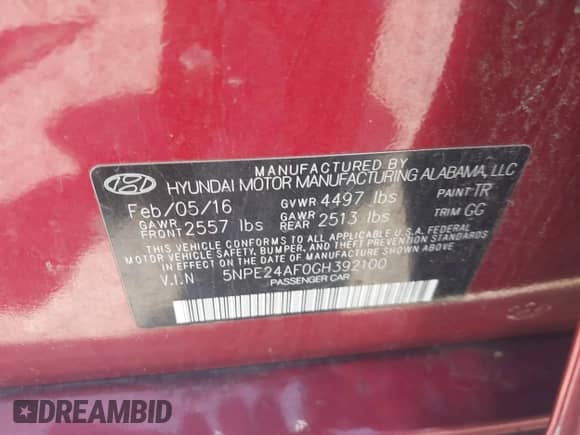 MANUFACTURED BY
HYUNDAI MOTOR MANUFACTURING ALABAMA, LLC
Feb/05/16 GVWR 4497 lbs PAINT TR
GAWR FRONT 2557 lbs GAWR REAR 2513 lbs TRIM GG
THIS VEHICLE CONFORMS TO ALL APPLICABLE U.S.A. FEDERAL
MOTOR VEHICLE SAFETY, BUMPER, AND THEFT PREVENTION STANDARDS
IN EFFECT ON THE DATE OF MANUFACTURE SHOWN ABOVE.
V.I.N 5NPE24AF0GH392100
PASSENGER CAR
DREAMBID